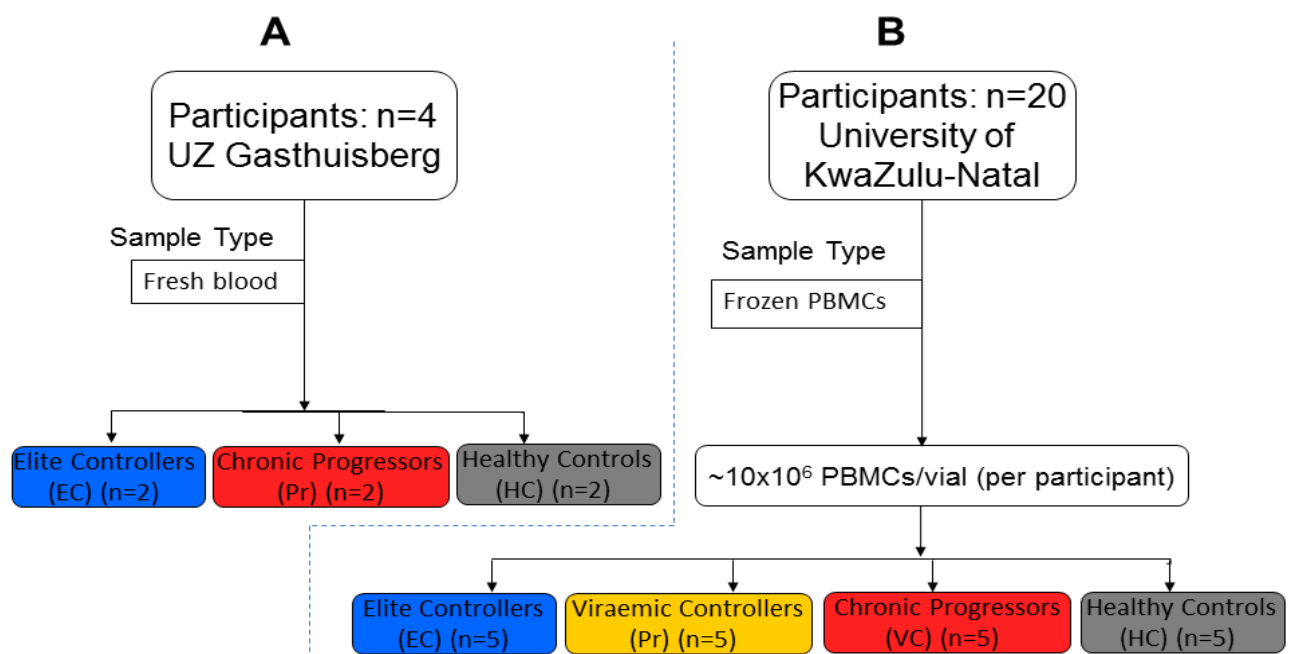 A
Participants: n=4
UZ Gasthuisberg
Sample Type
Fresh blood
Elite Controllers
(EC) (n=2)
Chronic Progressors
(Pr) (n=2)
Healthy Controls
(HC) (n=2)
B
Participants: n=20
University of
KwaZulu-Natal
Sample Type
Frozen PBMCs
~10x10⁶ PBMCs/vial (per participant)
Elite Controllers
(EC) (n=5)
Viraemic Controllers
(Pr) (n=5)
Chronic Progressors
(VC) (n=5)
Healthy Controls
(HC) (n=5)